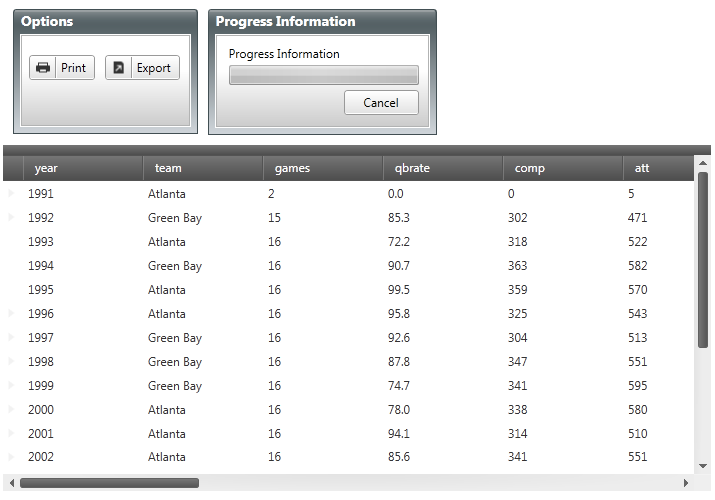 Options
Print Export
Progress Information
Progress Information
Cancel
year team games qbrate comp att
1991 Atlanta 2 0.0 0 5
1992 Green Bay 15 85.3 302 471
1993 Atlanta 16 72.2 318 522
1994 Green Bay 16 90.7 363 582
1995 Atlanta 16 99.5 359 570
1996 Atlanta 16 95.8 325 543
1997 Green Bay 16 92.6 304 513
1998 Green Bay 16 87.8 347 551
1999 Green Bay 16 74.7 341 595
2000 Atlanta 16 78.0 338 580
2001 Atlanta 16 94.1 314 510
2002 Atlanta 16 85.6 341 551